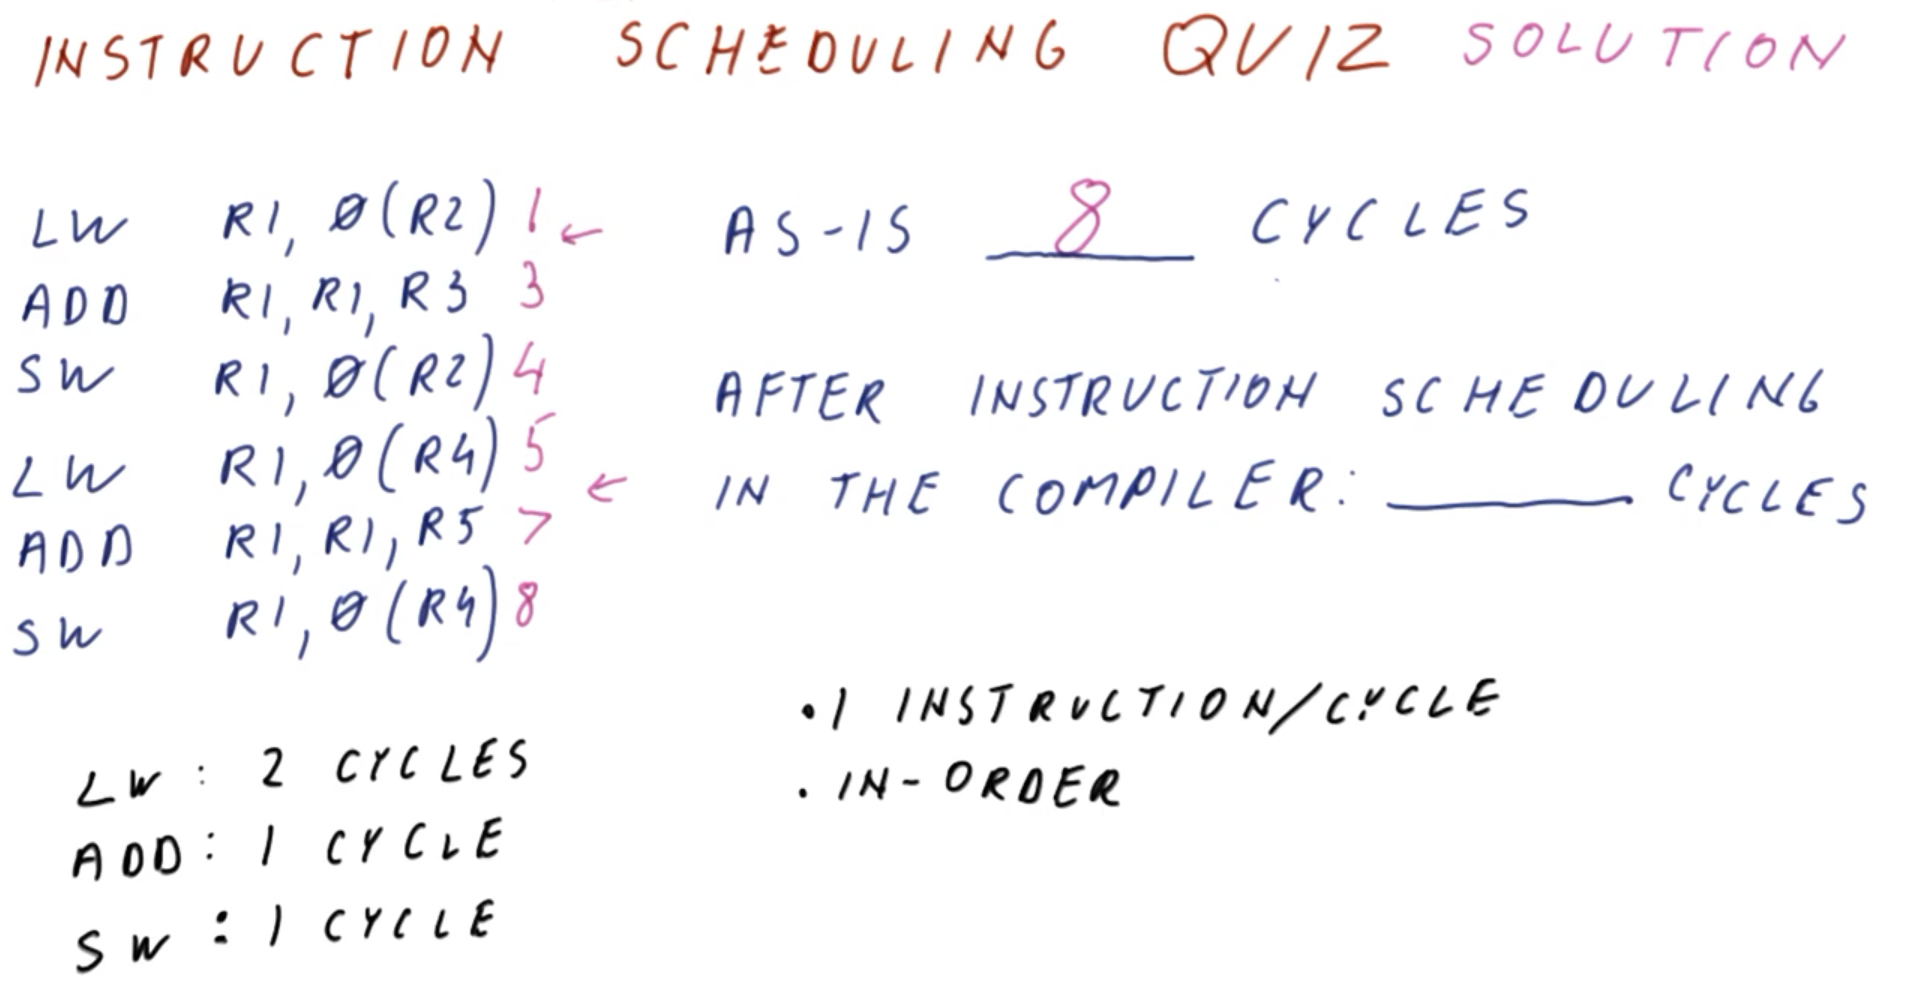 INSTRUCTION SCHEDULING QUIZ SOLUTION
LW R1, Ø(R2) 1 ←
ADD R1, R1, R3 3
SW R1, Ø(R2) 4
LW R1, Ø(R4) 5
←
ADD R1, R1, R5 7
SW R1, Ø(R4) 8
AS-IS 8 CYCLES
AFTER INSTRUCTION SCHEDULING
IN THE COMPILER: ______ CYCLES
LW: 2 CYCLES
ADD: 1 CYCLE
SW: 1 CYCLE
• 1 INSTRUCTION/CYCLE
• IN-ORDER